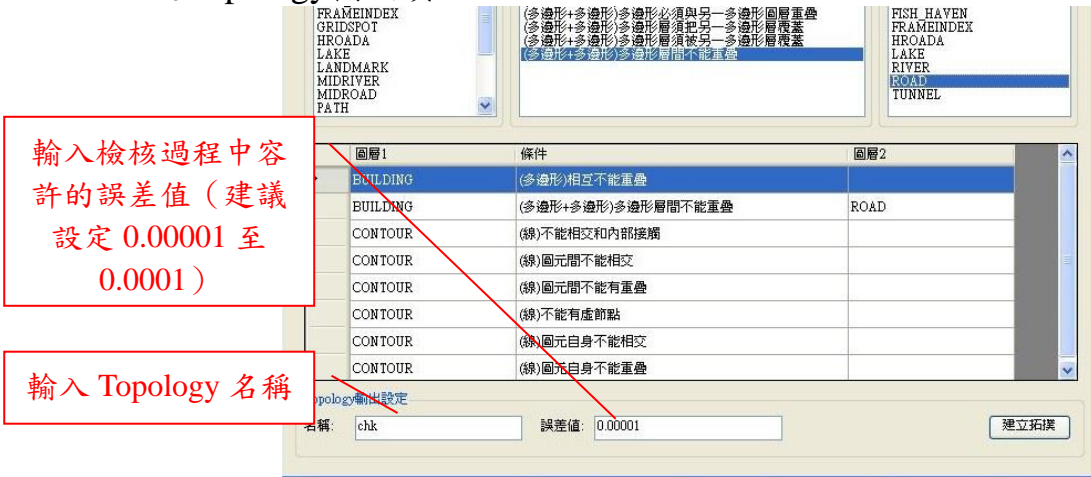 FRAMEINDEX
GRIDSPOT
HROADA
LAKE
LANDMARK
MIDRIVER
MIDROAD
PATH
(多邊形+多邊形)多邊形必須與另一多邊形圖層重疊
(多邊形+多邊形)多邊形層須把另一多邊形層覆蓋
(多邊形+多邊形)多邊形層須被另一多邊形層覆蓋
(多邊形+多邊形)多邊形層間不能重疊
FISH_HAVEN
FRAMEINDEX
HROADA
LAKE
RIVER
ROAD
TUNNEL
輸入檢核過程中容
許的誤差值（建議
設定 0.00001 至
0.0001）
圖層1 條件 圖層2
BUILDING (多邊形)相互不能重疊
BUILDING (多邊形+多邊形)多邊形層間不能重疊 ROAD
CONTOUR (線)不能相交和內部接觸
CONTOUR (線)圖元間不能相交
CONTOUR (線)圖元間不能有重疊
CONTOUR (線)不能有虛節點
CONTOUR (線)圖元自身不能相交
CONTOUR (線)圖元自身不能重疊
輸入 Topology 名稱
Topology輸出設定
名稱: chk 誤差值: 0.00001 建立拓撲